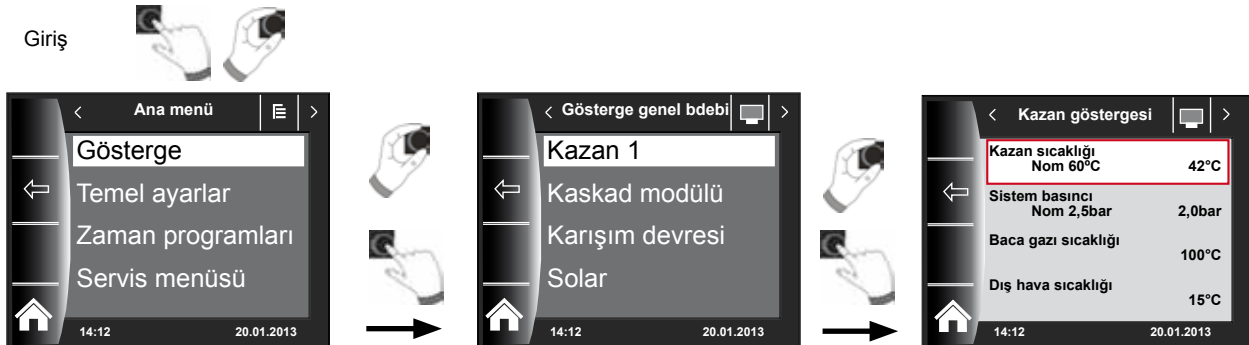 Giriş
Ana menü
Gösterge
Temel ayarlar
Zaman programları
Servis menüsü
14:12 20.01.2013
Gösterge genel bdebi
Kazan 1
Kaskad modülü
Karışım devresi
Solar
14:12 20.01.2013
Kazan göstergesi
Kazan sıcaklığı
Nom 60ºC 42°C
Sistem basıncı
Nom 2,5bar 2,0bar
Baca gazı sıcaklığı
100°C
Dış hava sıcaklığı
15°C
14:12 20.01.2013